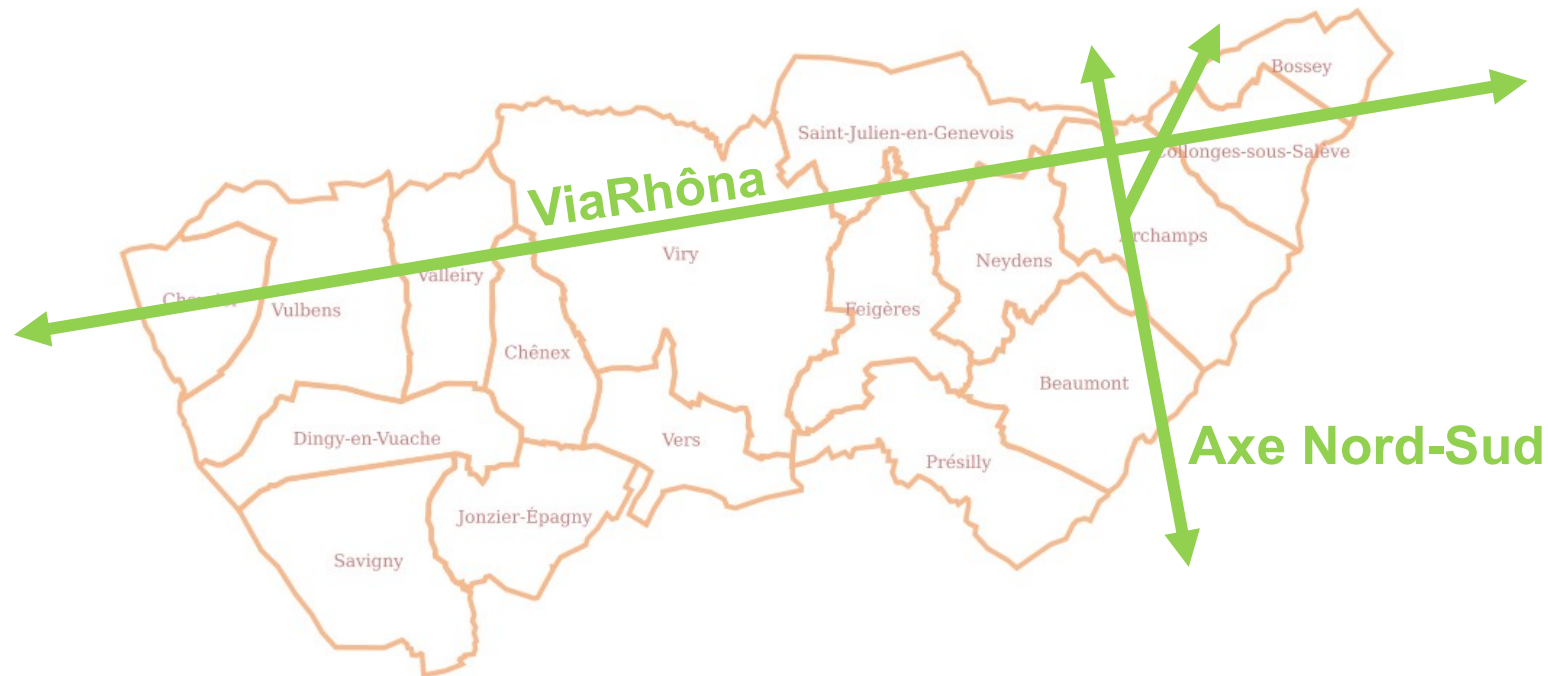 Bossey
Saint-Julien-en-Genevois
Collonges-sous-Salève
ViaRhôna
Archamps
Viry
Neydens
Valleiry
Vulbens
Feigères
Chênex
Beaumont
Dingy-en-Vuache
Vers
Axe Nord-Sud
Présilly
Jonzier-Épagny
Savigny